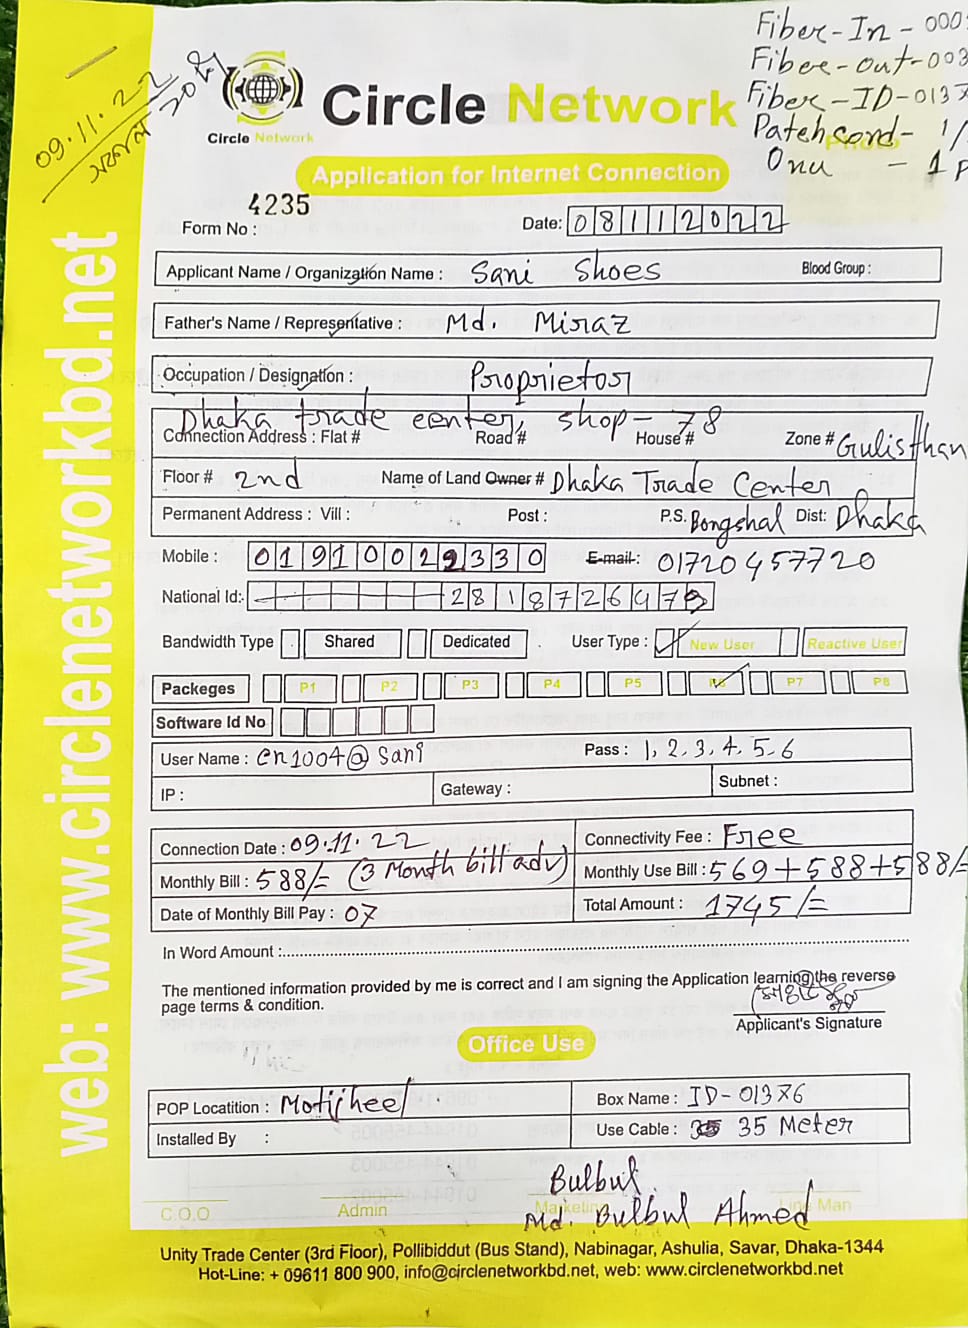 Fiber-In-000
Fiber-out-003
Fiber-ID-0137
Patch cord- 1/
Onu - 1 P
09.11.22
Circle Network
Circle Network
Application for Internet Connection
4235
Form No :
Date: 08112022
Applicant Name / Organization Name : Sani Shoes Blood Group :
Father's Name / Representative : Md. Miraz
Occupation / Designation : Proprietor
Dhaka trade center, shop-78
Connection Address : Flat # Road # House # Zone # Gulisthan
Floor # 2nd Name of Land Owner # Dhaka Trade Center
Permanent Address : Vill : Post : P.S. Bongshal Dist: Dhaka
Mobile : 01910029330 E-mail : 01720457720
National Id:- 2818726479
Bandwidth Type Shared Dedicated User Type : New User Reactive User
Packeges P1 P2 P3 P4 P5 P6 P7 P8
Software Id No
User Name : cn1004@sani Pass : 1,2,3,4,5,6
IP : Gateway : Subnet :
Connection Date : 09.11.22 Connectivity Fee : Free
Monthly Bill : 588/= (3 Month bill adv) Monthly Use Bill : 569+588+588/=
Date of Monthly Bill Pay : 07 Total Amount : 1745/=
In Word Amount :
The mentioned information provided by me is correct and I am signing the Application learning the reverse
page terms & condition.
Applicant's Signature
Office Use
POP Locatition : Motijheel Box Name : ID-01376
Installed By : Use Cable : 35 Meter
Bulbul
C.O.O Admin Marketing Line Man
Md. Bulbul Ahmed
Unity Trade Center (3rd Floor), Pollibiddut (Bus Stand), Nabinagar, Ashulia, Savar, Dhaka-1344
Hot-Line: + 09611 800 900, info@circlenetworkbd.net, web: www.circlenetworkbd.net
web: www.circlenetworkbd.net